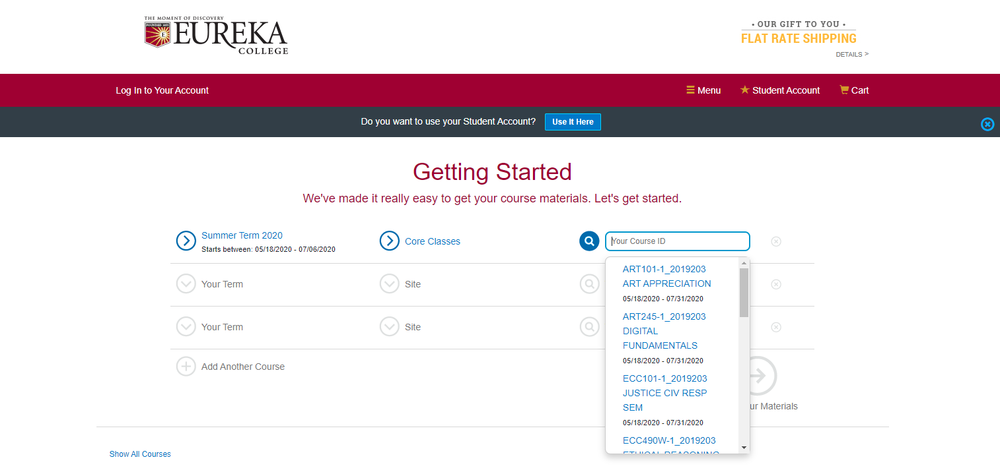 THE MOMENT OF DISCOVERY
FOUNDED 1855
E
EUREKA
COLLEGE
• OUR GIFT TO YOU •
FLAT RATE SHIPPING
DETAILS >
Log In to Your Account
Menu
Student Account
Cart
Do you want to use your Student Account?
Use It Here
Getting Started
We've made it really easy to get your course materials. Let's get started.
Summer Term 2020
Starts between: 05/18/2020 - 07/06/2020
Core Classes
Your Course ID
ART101-1_2019203
ART APPRECIATION
05/18/2020 - 07/31/2020
ART245-1_2019203
DIGITAL
FUNDAMENTALS
05/18/2020 - 07/31/2020
ECC101-1_2019203
JUSTICE CIV RESP
SEM
05/18/2020 - 07/31/2020
ECC490W-1_2019203
ETHICAL REASONING
Your Term
Site
Your Term
Site
Add Another Course
ur Materials
Show All Courses